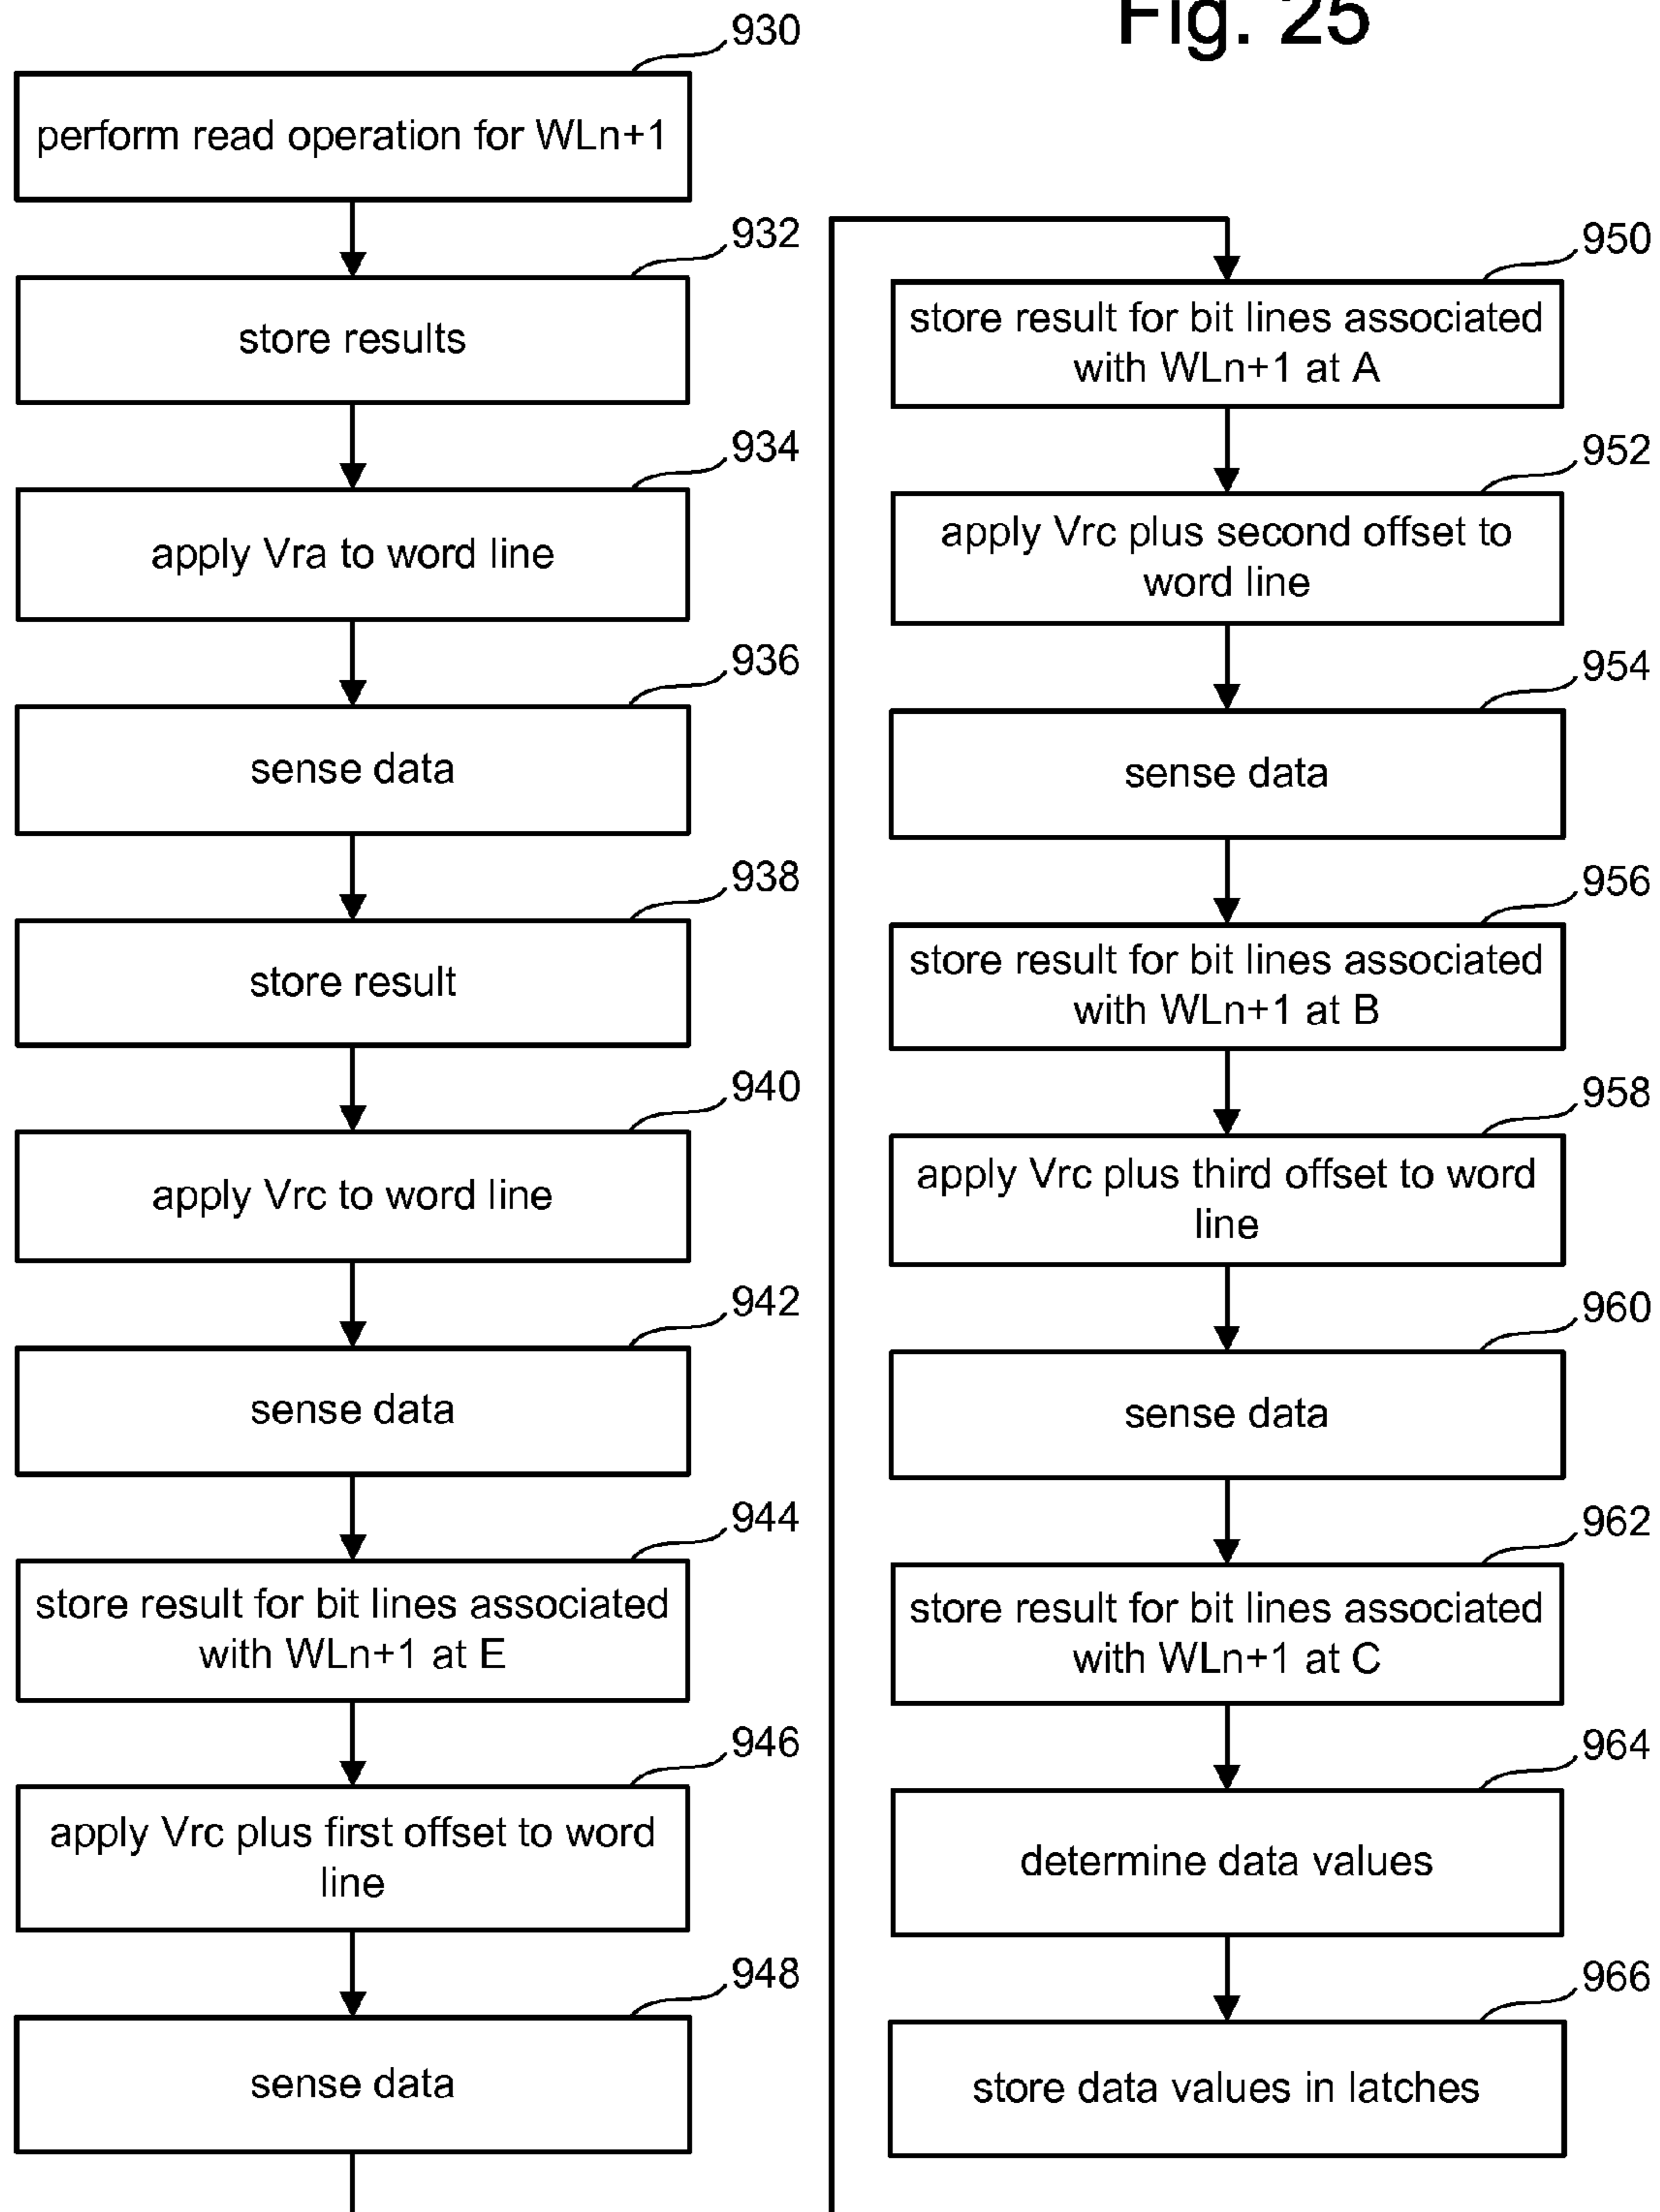 Fig. 25
930
perform read operation for WLn+1
932
store results
934
apply Vra to word line
936
sense data
938
store result
940
apply Vrc to word line
942
sense data
944
store result for bit lines associated
with WLn+1 at E
946
apply Vrc plus first offset to word
line
948
sense data
950
store result for bit lines associated
with WLn+1 at A
952
apply Vrc plus second offset to
word line
954
sense data
956
store result for bit lines associated
with WLn+1 at B
958
apply Vrc plus third offset to word
line
960
sense data
962
store result for bit lines associated
with WLn+1 at C
964
determine data values
966
store data values in latches